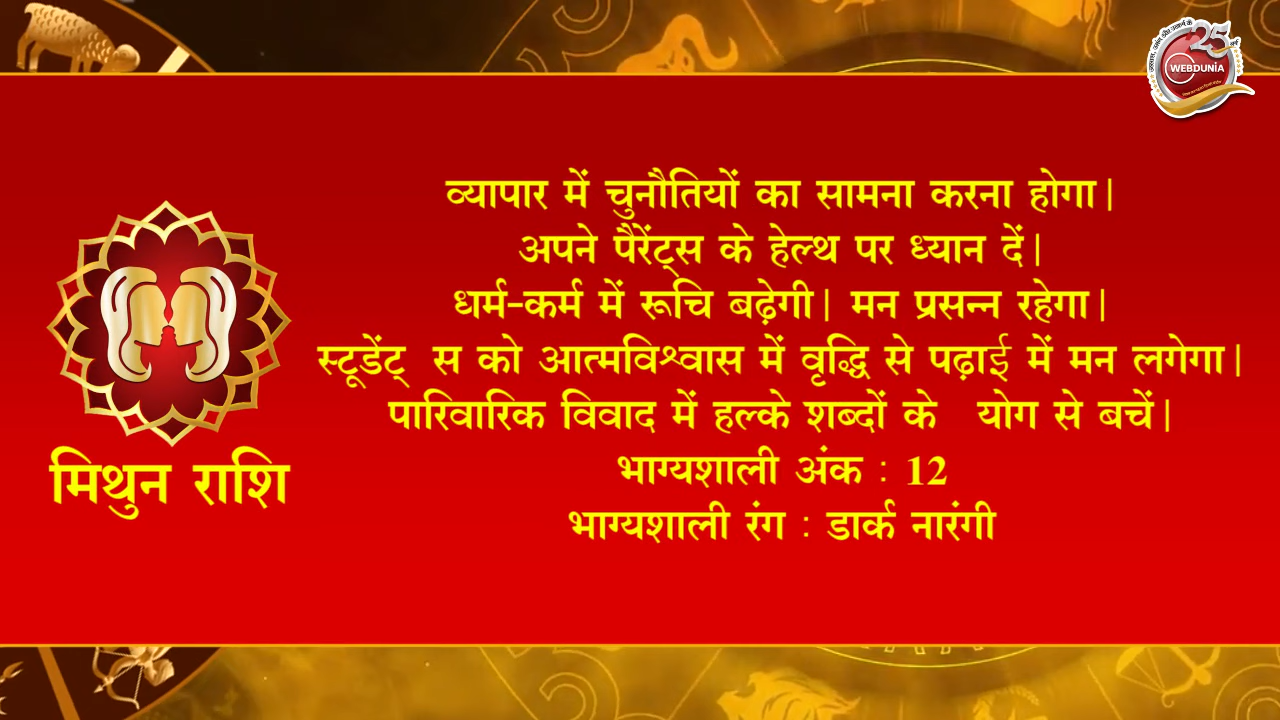 25
WEBDUNIA
व्यापार में चुनौतियों का सामना करना होगा|
अपने पैरेंट्स के हेल्थ पर ध्यान दें|
धर्म-कर्म में रूचि बढ़ेगी| मन प्रसन्न रहेगा|
स्टूडेंट्  स को आत्मविश्वास में वृद्धि से पढ़ाई में मन लगेगा|
पारिवारिक विवाद में हल्के शब्दों के   योग से बचें|
भाग्यशाली अंक : 12
भाग्यशाली रंग : डार्क नारंगी
मिथुन राशि